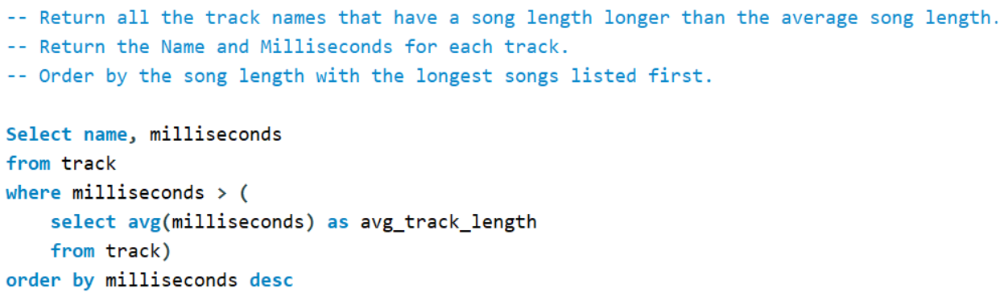 -- Return all the track names that have a song length longer than the average song length.
-- Return the Name and Milliseconds for each track.
-- Order by the song length with the longest songs listed first.
Select name, milliseconds
from track
where milliseconds > (
select avg(milliseconds) as avg_track_length
from track)
order by milliseconds desc